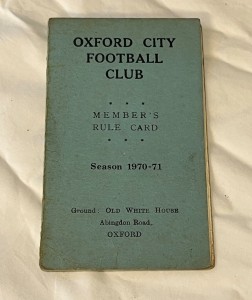 OXFORD CITY
FOOTBALL
CLUB
MEMBER'S
RULE CARD
Season 1970-71
Ground: OLD WHITE HOUSE
Abingdon Road,
OXFORD